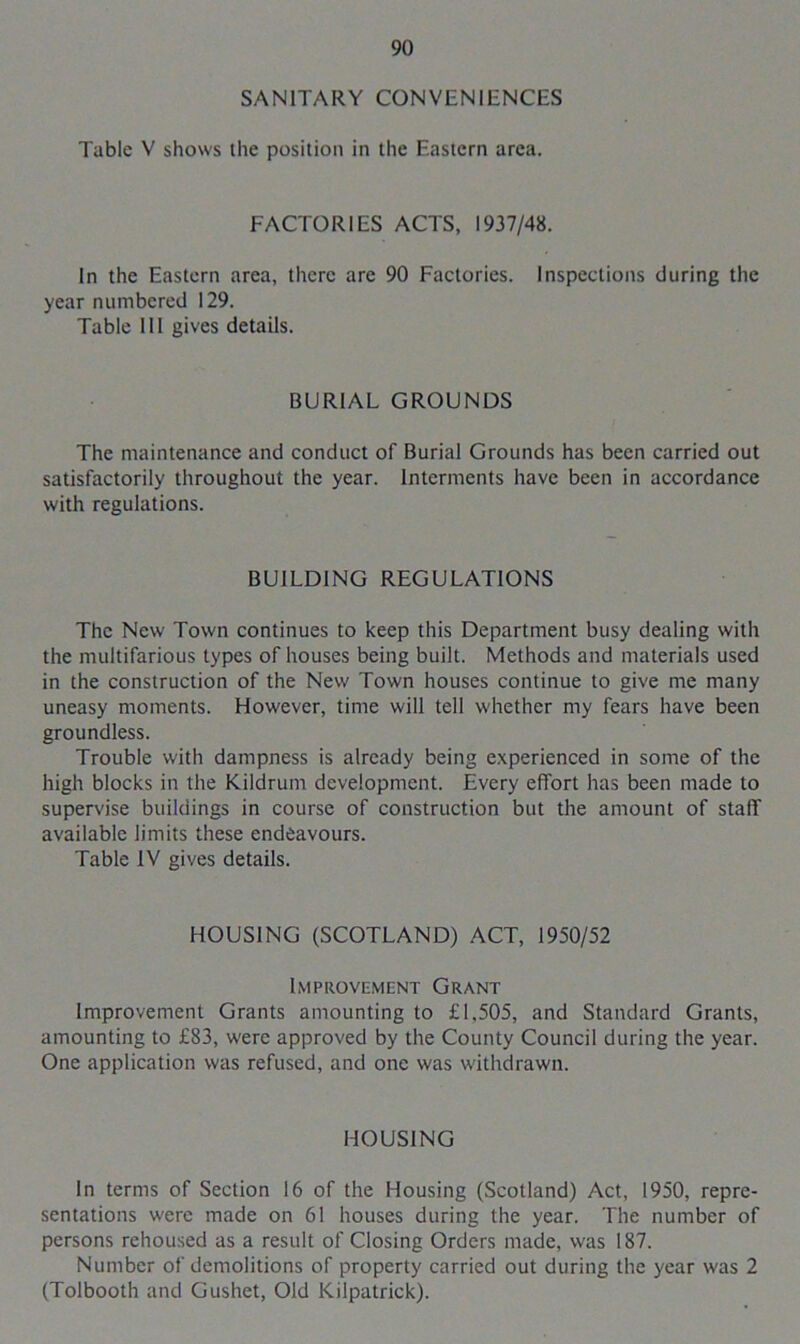 90
SANITARY CONVENIENCES
Table V shows the position in the Eastern area.
FACTORIES ACTS, 1937/48.
In the Eastern area, there are 90 Factories. Inspections during the
year numbered 129.
Table III gives details.
BURIAL GROUNDS
The maintenance and conduct of Burial Grounds has been carried out
satisfactorily throughout the year. Interments have been in accordance
with regulations.
BUILDING REGULATIONS
The New Town continues to keep this Department busy dealing with
the multifarious types of houses being built. Methods and materials used
in the construction of the New Town houses continue to give me many
uneasy moments. However, time will tell whether my fears have been
groundless.
Trouble with dampness is already being experienced in some of the
high blocks in the Kildrum development. Every effort has been made to
supervise buildings in course of construction but the amount of staff
available limits these endeavours.
Table IV gives details.
HOUSING (SCOTLAND) ACT, 1950/52
IMPROVEMENT GRANT
Improvement Grants amounting to £1,505, and Standard Grants,
amounting to £83, were approved by the County Council during the year.
One application was refused, and one was withdrawn.
HOUSING
In terms of Section 16 of the Housing (Scotland) Act, 1950, repre-
sentations were made on 61 houses during the year. The number of
persons rehoused as a result of Closing Orders made, was 187.
Number of demolitions of property carried out during the year was 2
(Tolbooth and Gushet, Old Kilpatrick).